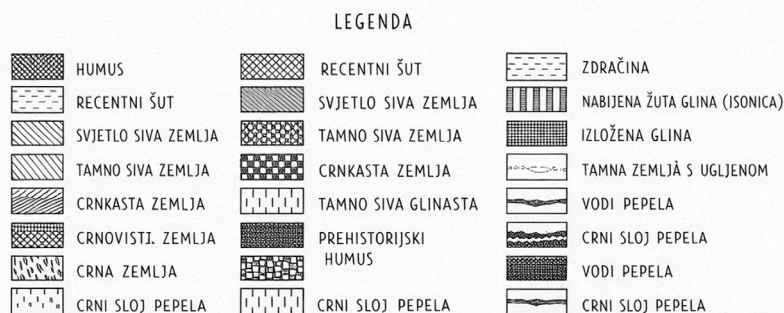 LEGENDA
HUMUS
RECENTNI ŠUT
SVJETLO SIVA ZEMLJA
TAMNO SIVA ZEMLJA
CRNKASTA ZEMLJA
CRNOVISTI. ZEMLJA
CRNA ZEMLJA
CRNI SLOJ PEPELA
RECENTNI ŠUT
SVJETLO SIVA ZEMLJA
TAMNO SIVA ZEMLJA
CRNKASTA ZEMLJA
TAMNO SIVA GLINASTA
PREHISTORIJSKI
HUMUS
CRNI SLOJ PEPELA
ZDRAČINA
NABIJENA ŽUTA GLINA (ISONICA)
IZLOŽENA GLINA
TAMNA ZEMLJÀ S UGLJENOM
VODI PEPELA
CRNI SLOJ PEPELA
VODI PEPELA
CRNI SLOJ PEPELA